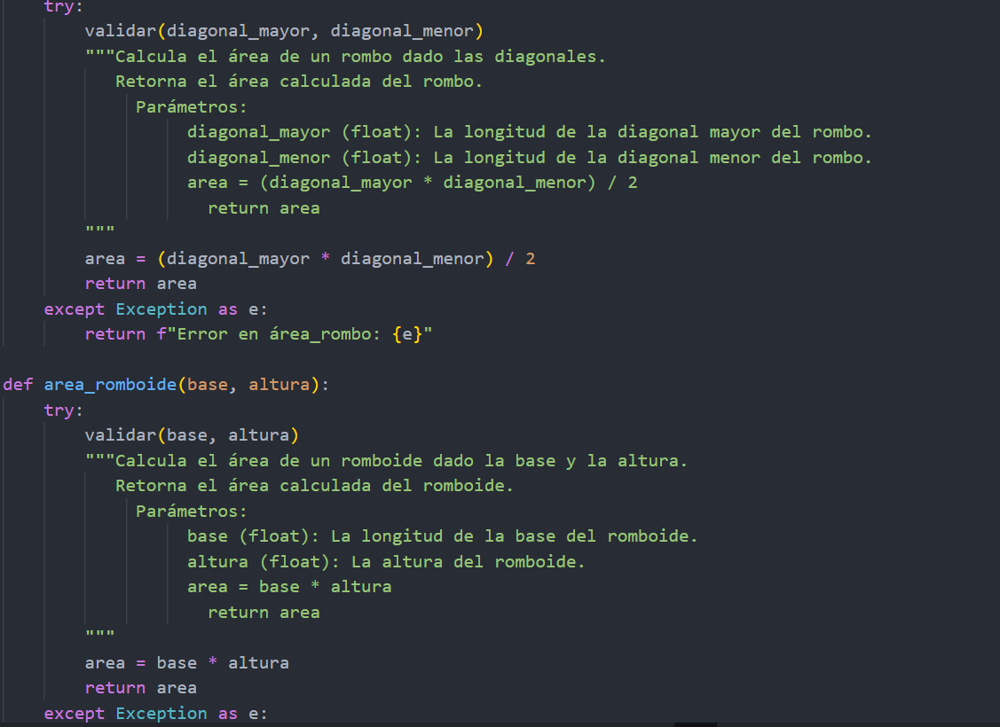 try:
validar(diagonal_mayor, diagonal_menor)
"""Calcula el área de un rombo dado las diagonales.
Retorna el área calculada del rombo.
Parámetros:
diagonal_mayor (float): La longitud de la diagonal mayor del rombo.
diagonal_menor (float): La longitud de la diagonal menor del rombo.
area = (diagonal_mayor * diagonal_menor) / 2
return area
"""
area = (diagonal_mayor * diagonal_menor) / 2
return area
except Exception as e:
return f"Error en área_rombo: {e}"
def area_romboide(base, altura):
try:
validar(base, altura)
"""Calcula el área de un romboide dado la base y la altura.
Retorna el área calculada del romboide.
Parámetros:
base (float): La longitud de la base del romboide.
altura (float): La altura del romboide.
area = base * altura
return area
"""
area = base * altura
return area
except Exception as e: